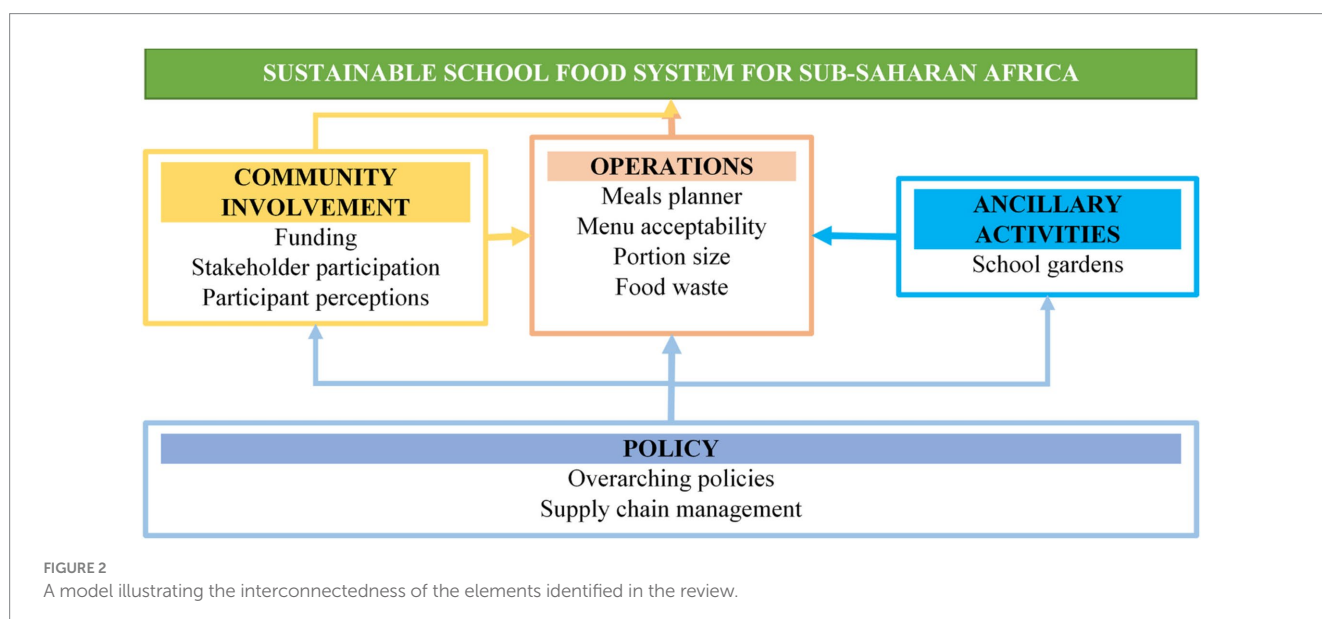 SUSTAINABLE SCHOOL FOOD SYSTEM FOR SUB-SAHARAN AFRICA
COMMUNITY
INVOLVEMENT
Funding
Stakeholder participation
Participant perceptions
OPERATIONS
Meals planner
Menu acceptability
Portion size
Food waste
ANCILLARY
ACTIVITIES
School gardens
POLICY
Overarching policies
Supply chain management
FIGURE 2
A model illustrating the interconnectedness of the elements identified in the review.